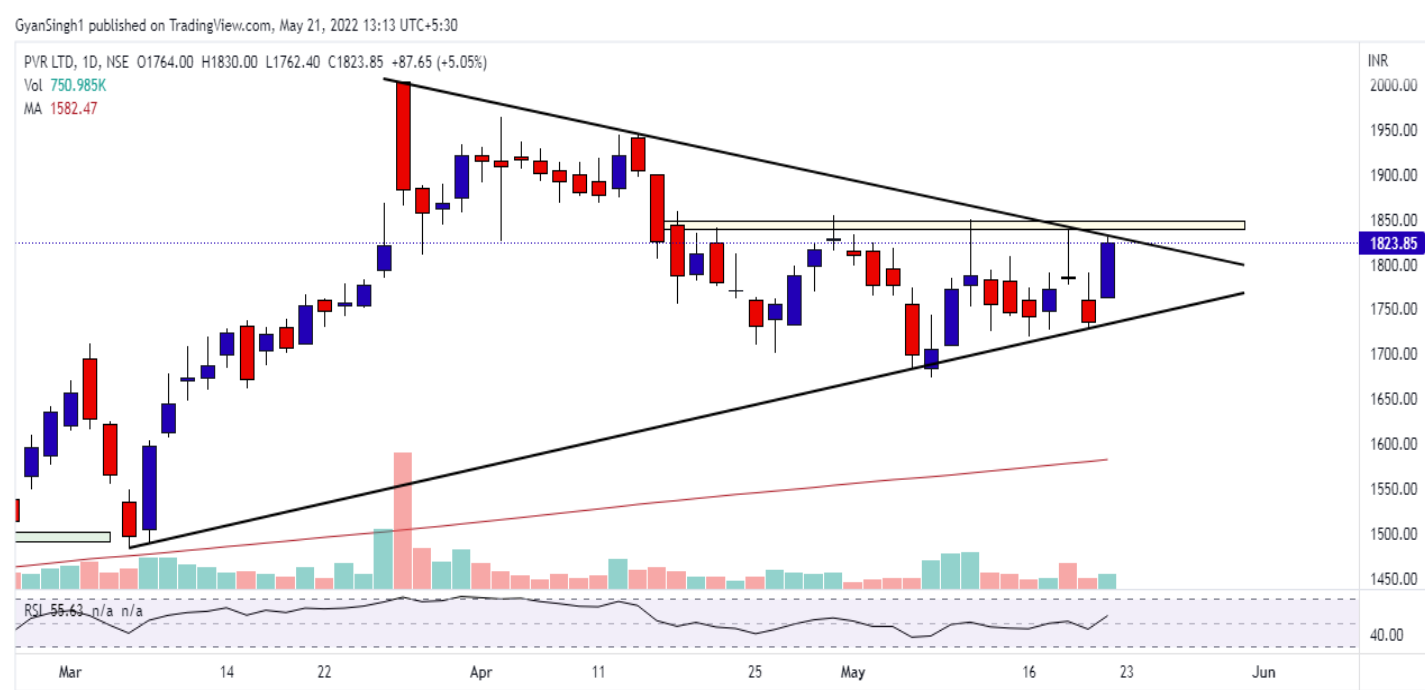 GyanSingh1 published on TradingView.com, May 21, 2022 13:13 UTC+5:30
PVR LTD, 1D, NSE O1764.00 H1830.00 L1762.40 C1823.85 +87.65 (+5.05%)
Vol 750.985K
MA 1582.47
INR
2000.00
1950.00
1900.00
1850.00
1823.85
1800.00
1750.00
1700.00
1650.00
1600.00
1550.00
1500.00
1450.00
RSI 55.63 n/a n/a
40.00
Mar 14 22 Apr 11 25 May 16 23 Jun